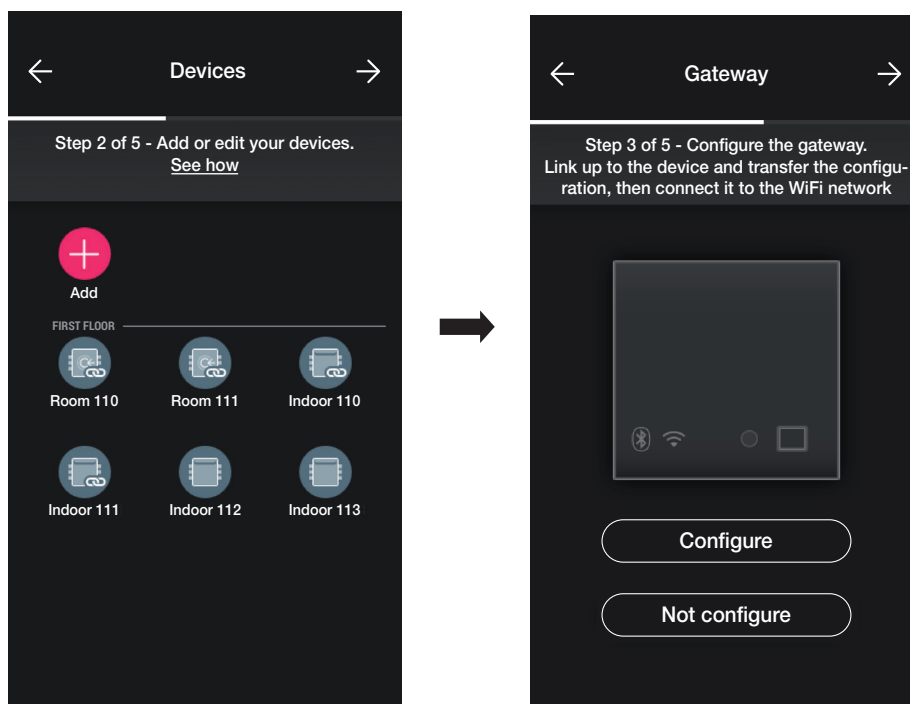 Devices
Step 2 of 5 - Add or edit your devices.
See how
Add
FIRST FLOOR
Room 110
Room 111
Indoor 110
Indoor 111
Indoor 112
Indoor 113
Gateway
Step 3 of 5 - Configure the gateway.
Link up to the device and transfer the configu-
ration, then connect it to the WiFi network
Configure
Not configure